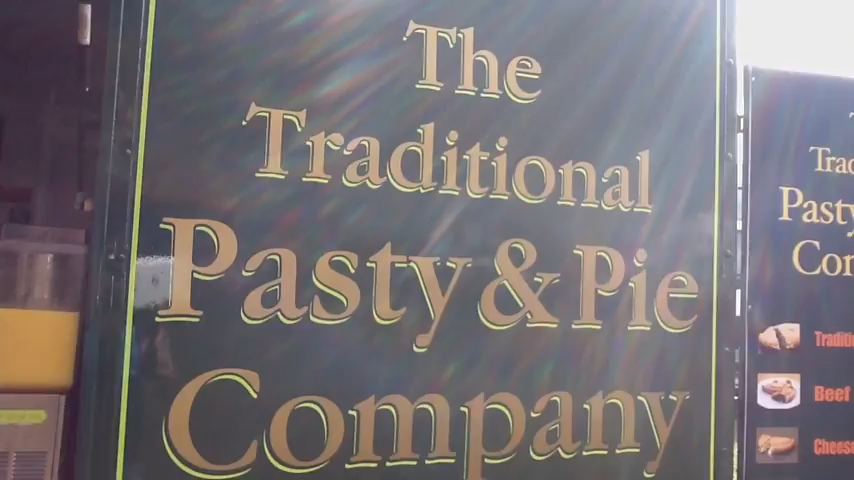 The
Traditional
Pasty & Pie
Company
Pasty
Beef